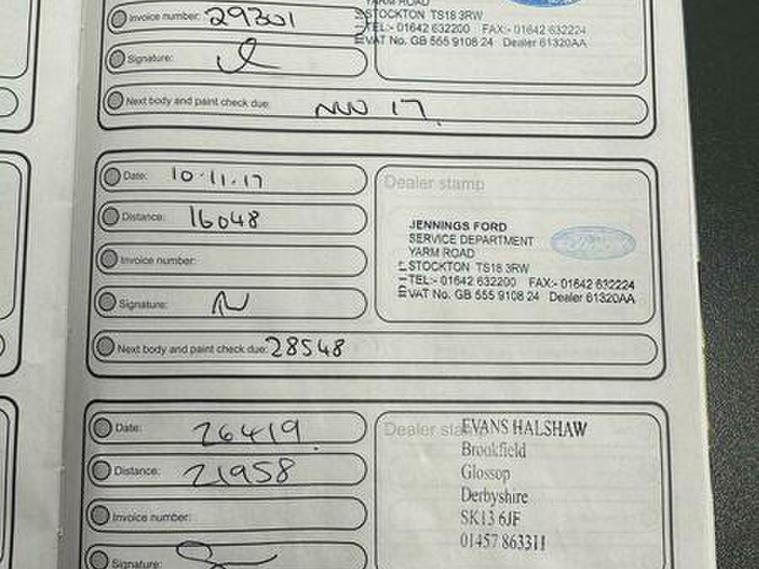 YARM ROAD
Invoice number: 29301
STOCKTON TS18 3RW
TEL:- 01642 632200 FAX:- 01642 632224
VAT No. GB 555 9108 24 Dealer 61320AA
Signature:
Next body and paint check due: NOV 17
Date: 10.11.17
Dealer stamp
Distance: 16048
JENNINGS FORD
SERVICE DEPARTMENT
YARM ROAD
STOCKTON TS18 3RW
TEL:- 01642 632200 FAX:- 01642 632224
VAT No. GB 555 9108 24 Dealer 61320AA
Invoice number:
Signature:
Next body and paint check due: 28548
Date: 26419
Dealer stamp
Distance: 21958
EVANS HALSHAW
Brookfield
Glossop
Derbyshire
SK13 6JF
01457 863311
Invoice number:
Signature: